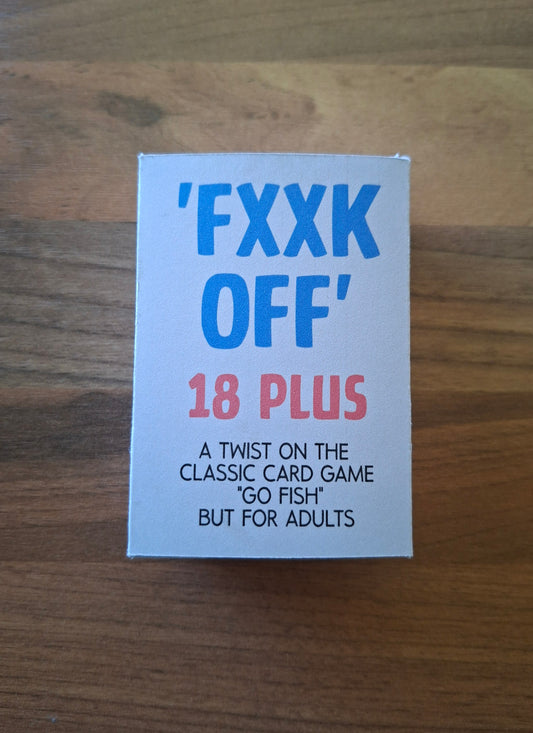 'FXXK
OFF'
18 PLUS
A TWIST ON THE
CLASSIC CARD GAME
"GO FISH"
BUT FOR ADULTS